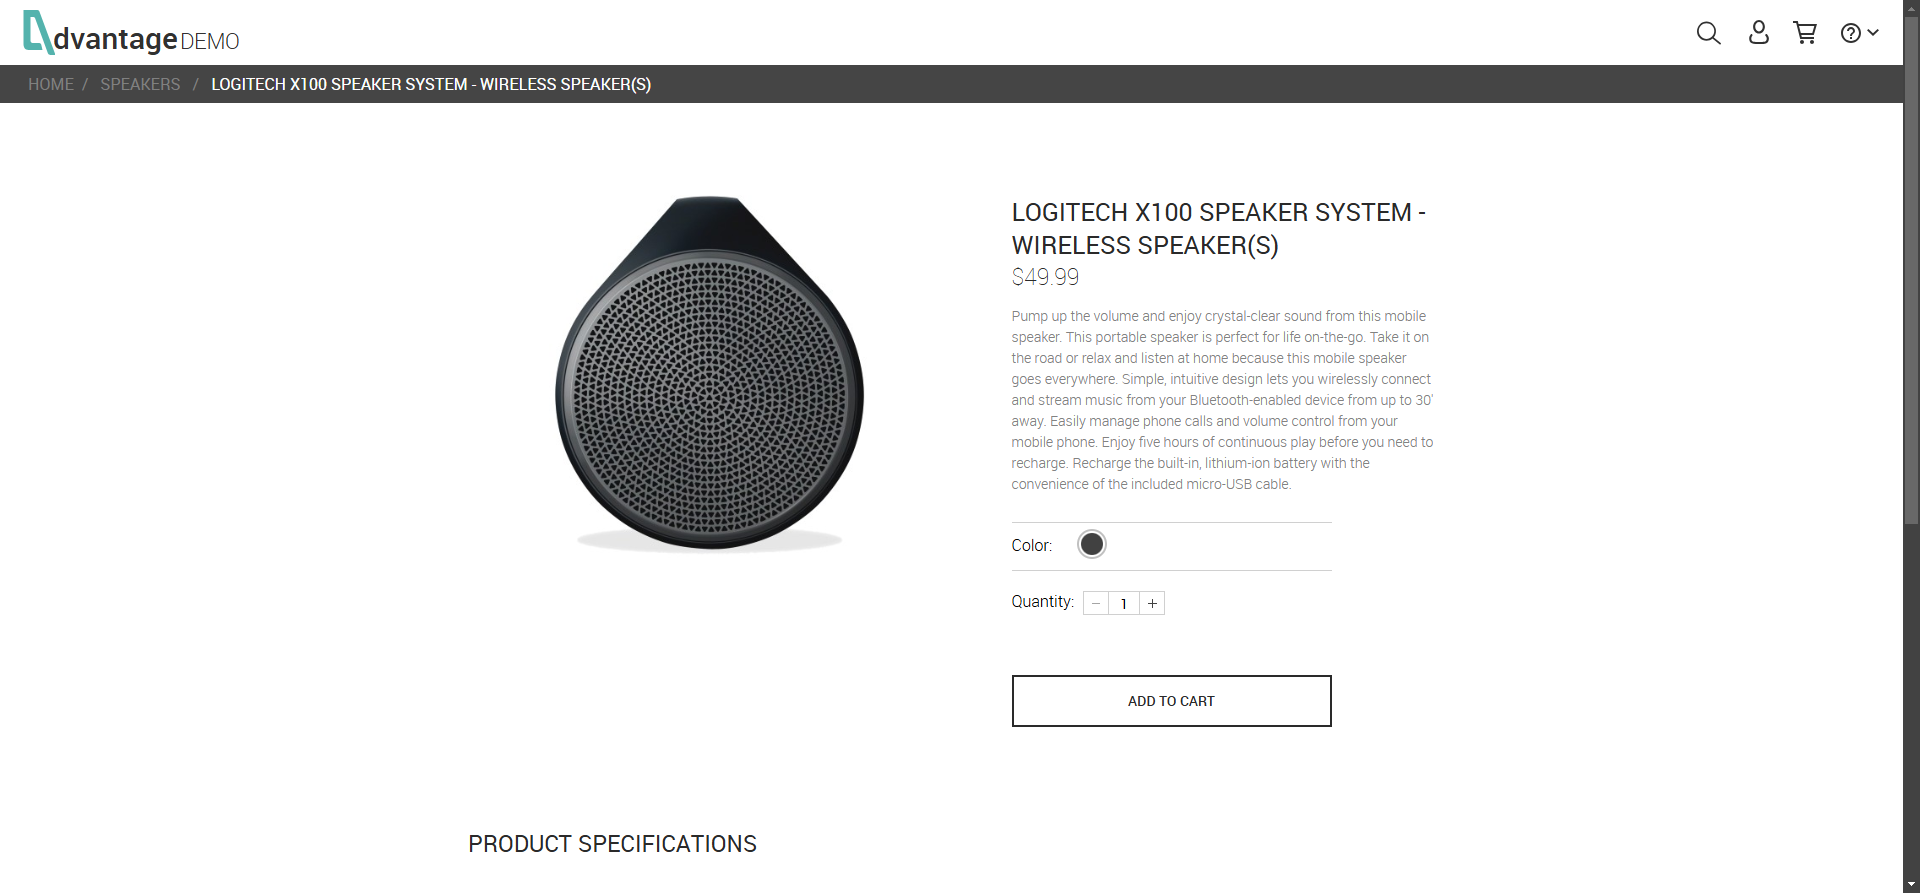 dvantage DEMO
HOME / SPEAKERS / LOGITECH X100 SPEAKER SYSTEM - WIRELESS SPEAKER(S)
LOGITECH X100 SPEAKER SYSTEM -
WIRELESS SPEAKER(S)
$49.99
Pump up the volume and enjoy crystal-clear sound from this mobile
speaker. This portable speaker is perfect for life on-the-go. Take it on
the road or relax and listen at home because this mobile speaker
goes everywhere. Simple, intuitive design lets you wirelessly connect
and stream music from your Bluetooth-enabled device from up to 30'
away. Easily manage phone calls and volume control from your
mobile phone. Enjoy five hours of continuous play before you need to
recharge. Recharge the built-in, lithium-ion battery with the
convenience of the included micro-USB cable.
Color:
Quantity: − 1 +
ADD TO CART
PRODUCT SPECIFICATIONS